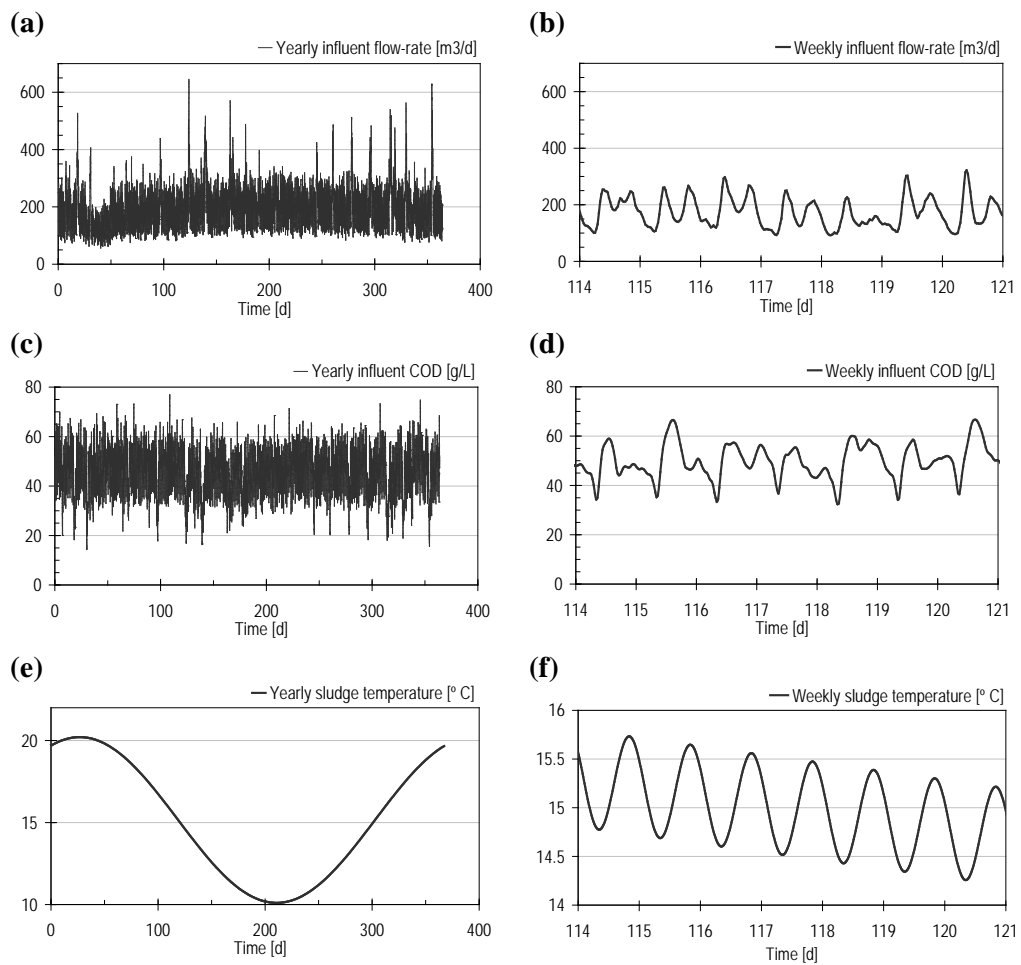 (a)
Yearly influent flow-rate [m3/d]
600
400
200
0
0 100 200 300 400
Time [d]
(b)
Weekly influent flow-rate [m3/d]
600
400
200
0
114 115 116 117 118 119 120 121
Time [d]
(c)
Yearly influent COD [g/L]
80
60
40
20
0
0 100 200 300 400
Time [d]
(d)
Weekly influent COD [g/L]
80
60
40
20
0
114 115 116 117 118 119 120 121
Time [d]
(e)
Yearly sludge temperature [º C]
20
15
10
0 100 200 300 400
Time [d]
(f)
Weekly sludge temperature [º C]
16
15.5
15
14.5
14
114 115 116 117 118 119 120 121
Time [d]